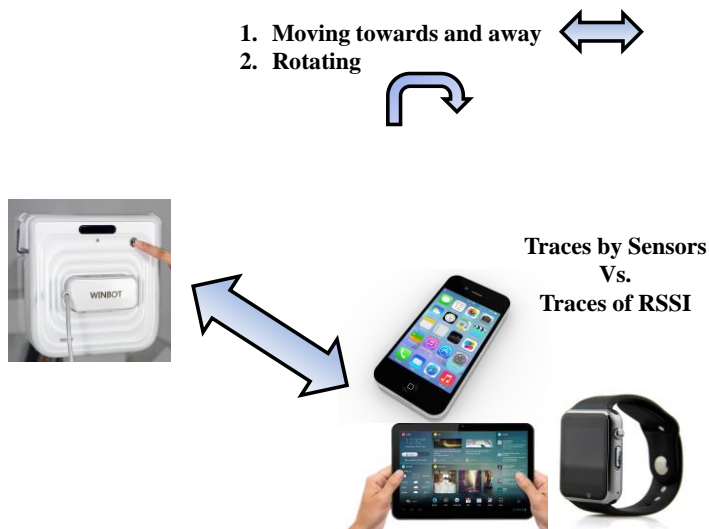 1. Moving towards and away
2. Rotating
WINBOT
Traces by Sensors
Vs.
Traces of RSSI